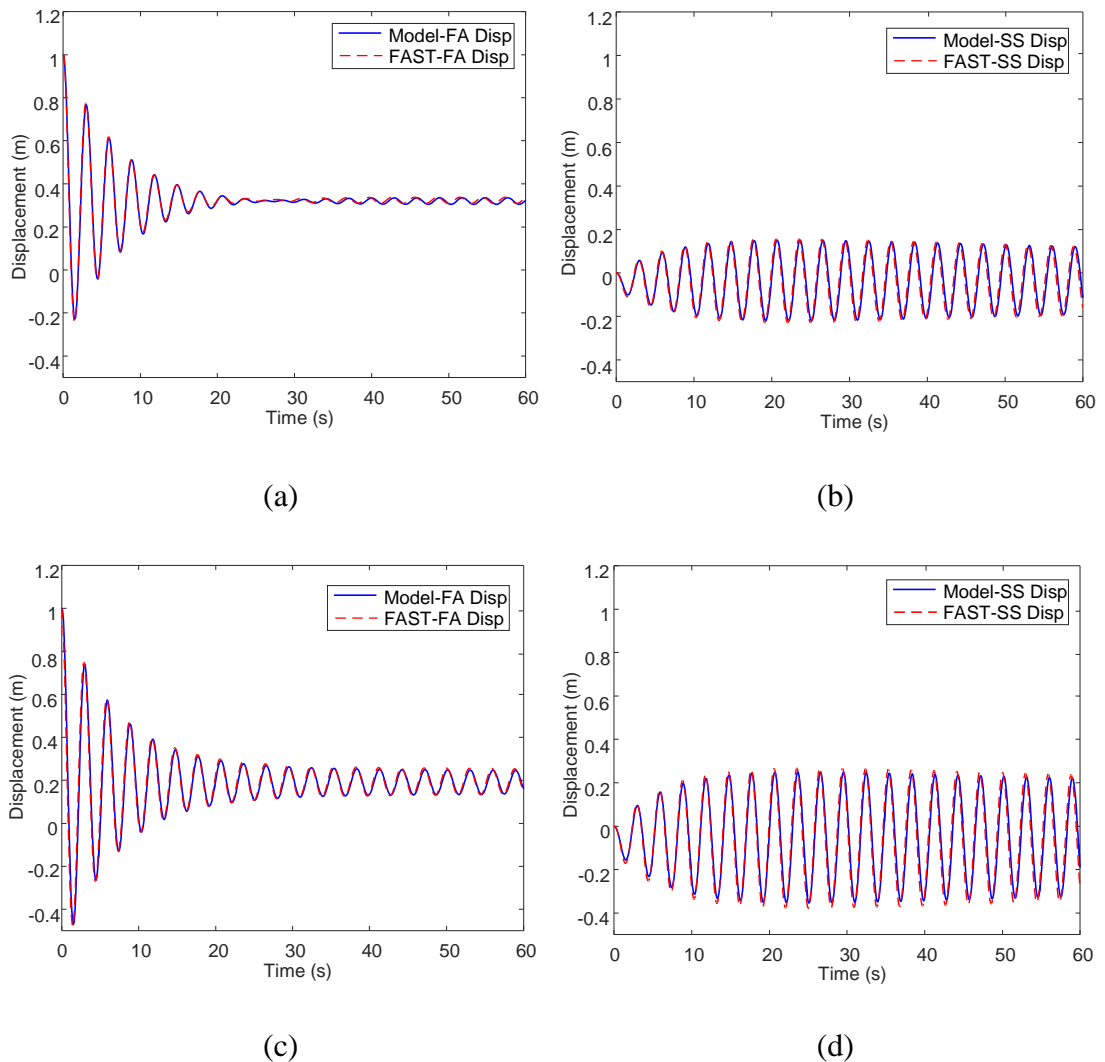 1.2
1
0.8
0.6
0.4
0.2
0
-0.2
-0.4
Displacement (m)
0 10 20 30 40 50 60
Time (s)
Model-FA Disp
FAST-FA Disp
(a)
1.2
1
0.8
0.6
0.4
0.2
0
-0.2
-0.4
Displacement (m)
0 10 20 30 40 50 60
Time (s)
Model-SS Disp
FAST-SS Disp
(b)
1.2
1
0.8
0.6
0.4
0.2
0
-0.2
-0.4
Displacement (m)
0 10 20 30 40 50 60
Time (s)
Model-FA Disp
FAST-FA Disp
(c)
1.2
1
0.8
0.6
0.4
0.2
0
-0.2
-0.4
Displacement (m)
0 10 20 30 40 50 60
Time (s)
Model-SS Disp
FAST-SS Disp
(d)